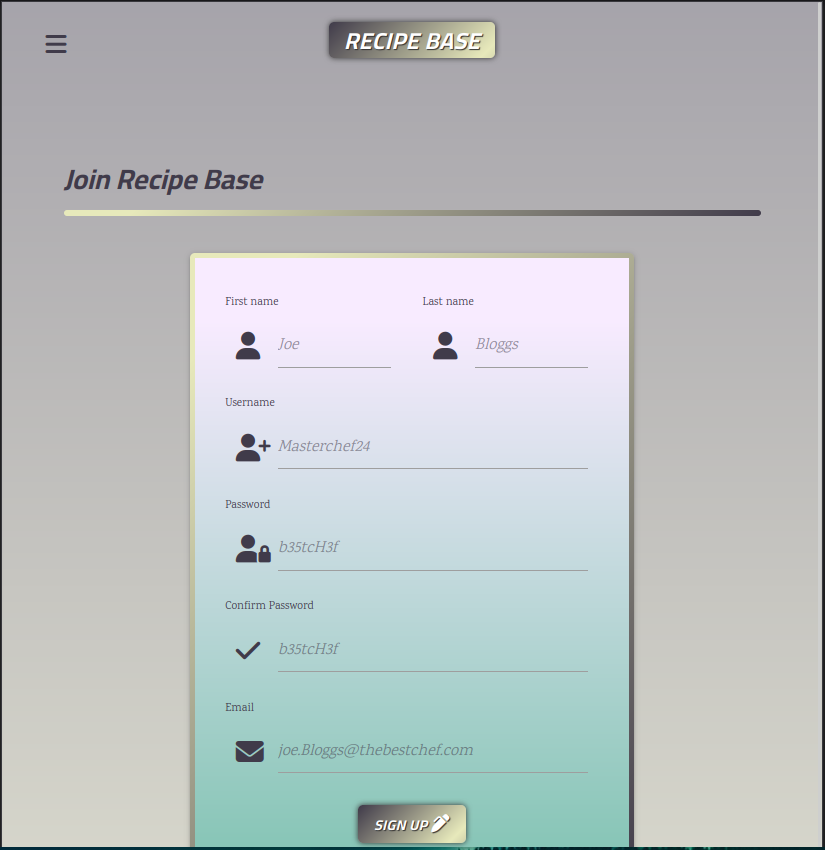 RECIPE BASE
Join Recipe Base
First name Last name
Joe Bloggs
Username
Masterchef24
Password
b35tcH3f
Confirm Password
b35tcH3f
Email
joe.Bloggs@thebestchef.com
SIGN UP